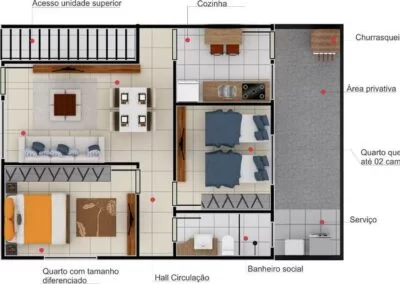 Acesso unidade superior
Cozinha
Churrasquei
Área privativa
Quarto que
até 02 cam
Serviço
Banheiro social
Hall Circulação
Quarto com tamanho
diferenciado